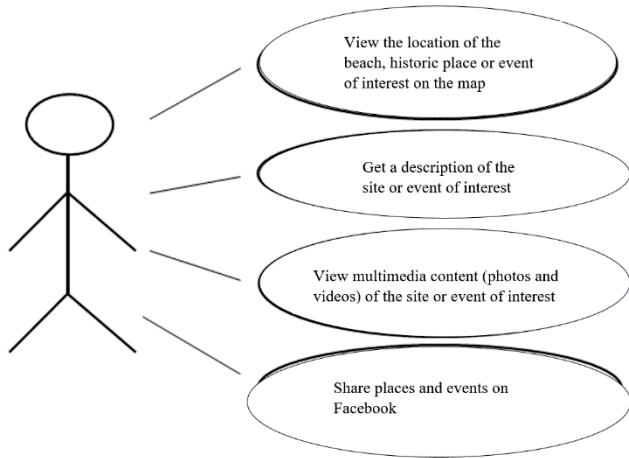 View the location of the
beach, historic place or event
of interest on the map
Get a description of the
site or event of interest
View multimedia content (photos and
videos) of the site or event of interest
Share places and events on
Facebook